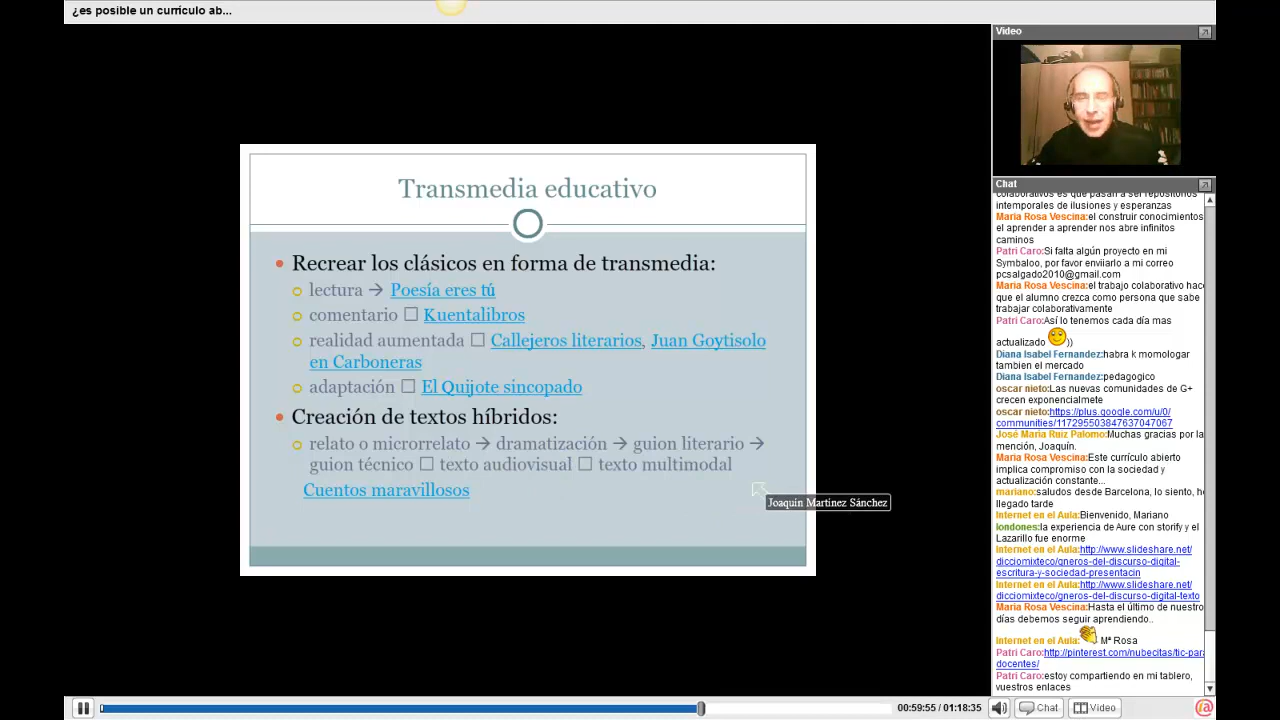 ¿es posible un curriculo ab...
Transmedia educativo
• Recrear los clásicos en forma de transmedia:
lectura → Poesía eres tú
comentario □ Kuentalibros
realidad aumentada □ Callejeros literarios, Juan Goytisolo
en Carboneras
adaptación □ El Quijote sincopado
• Creación de textos híbridos:
relato o microrrelato → dramatización → guion literario →
guion técnico □ texto audiovisual □ texto multimodal
Cuentos maravillosos
Joaquín Martínez Sánchez
Video
Chat
colaborativos es que pasan a ser repositorios
intemporales de ilusiones y esperanzas
Maria Rosa Vescina:el construir conocimientos
el aprender a aprender nos abre infinitos
caminos
Patri Caro:Si falta algún proyecto en mi
Symbaloo, por favor enviarlo a mi correo
pcsalgado2010@gmail.com
Maria Rosa Vescina:el trabajo colaborativo hace
que el alumno crezca como persona que sabe
trabajar colaborativamente
Patri Caro:Así lo tenemos cada día mas
actualizado ))
Diana Isabel Fernandez:habra k momologar
tambien el mercado
Diana Isabel Fernandez:pedagogico
oscar nieto:Las nuevas comunidades de G+
crecen exponencialmete
oscar nieto:https://plus.google.com/u/0/
communities/117295503847637047067
José María Ruiz Palomo:Muchas gracias por la
mención, Joaquín.
Maria Rosa Vescina:Este currículo abierto
implica compromiso con la sociedad y
actualización constante...
mariano:saludos desde Barcelona, lo siento, he
llegado tarde
Internet en el Aula:Bienvenido, Mariano
londones:la experiencia de Aure con storify y el
Lazarillo fue enorme
Internet en el Aula:http://www.slideshare.net/
dicciomixteco/gneros-del-discurso-digital-
escritura-y-sociedad-presentacin
Internet en el Aula:http://www.slideshare.net/
dicciomixteco/gneros-del-discurso-digital-texto
Maria Rosa Vescina:Hasta el último de nuestro
días debemos seguir aprendiendo..
Internet en el Aula: Mª Rosa
Patri Caro:http://pinterest.com/nubecitas/tic-para
docentes/
Patri Caro:estoy compartiendo en mi tablero,
vuestros enlaces
00:59:55 / 01:18:35
Chat
Video